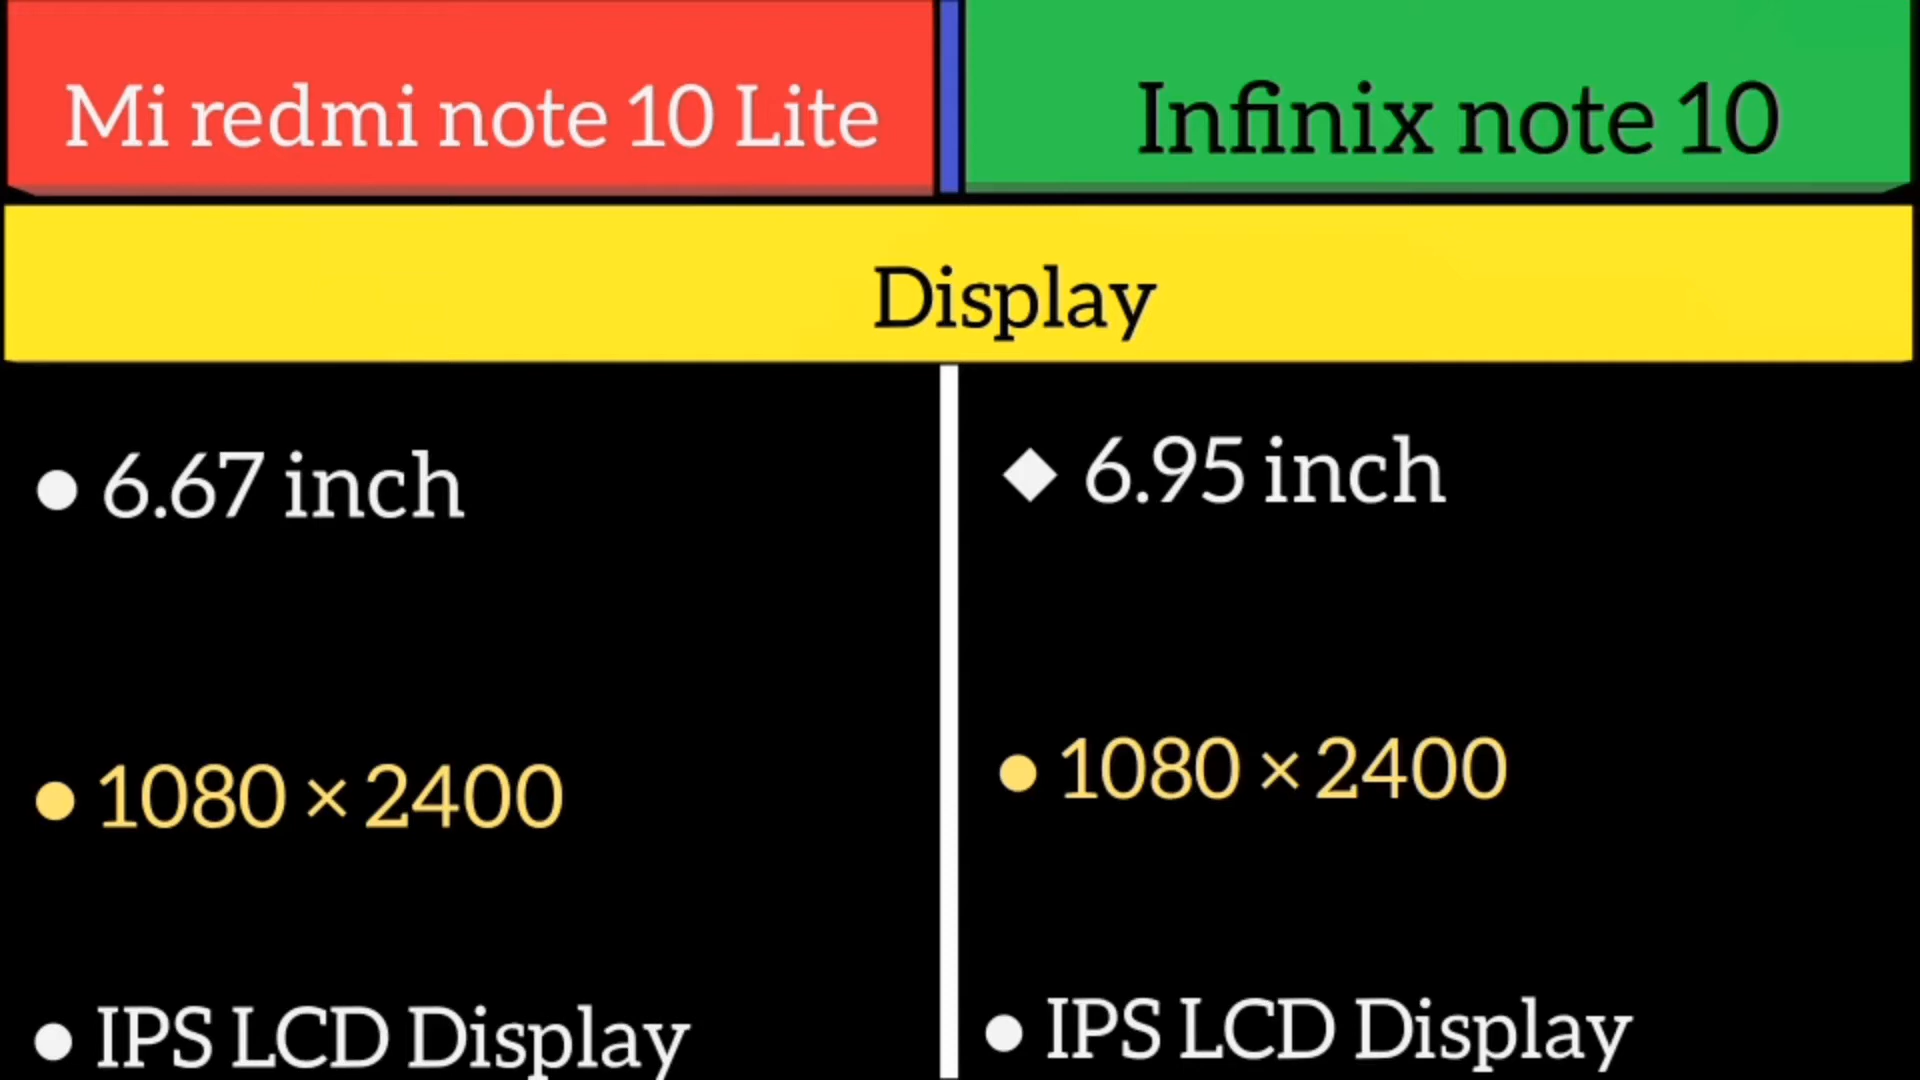 Mi redmi note 10 Lite
Infinix note 10
Display
● 6.67 inch
◆ 6.95 inch
● 1080 × 2400
● 1080 × 2400
● IPS LCD Display
● IPS LCD Display